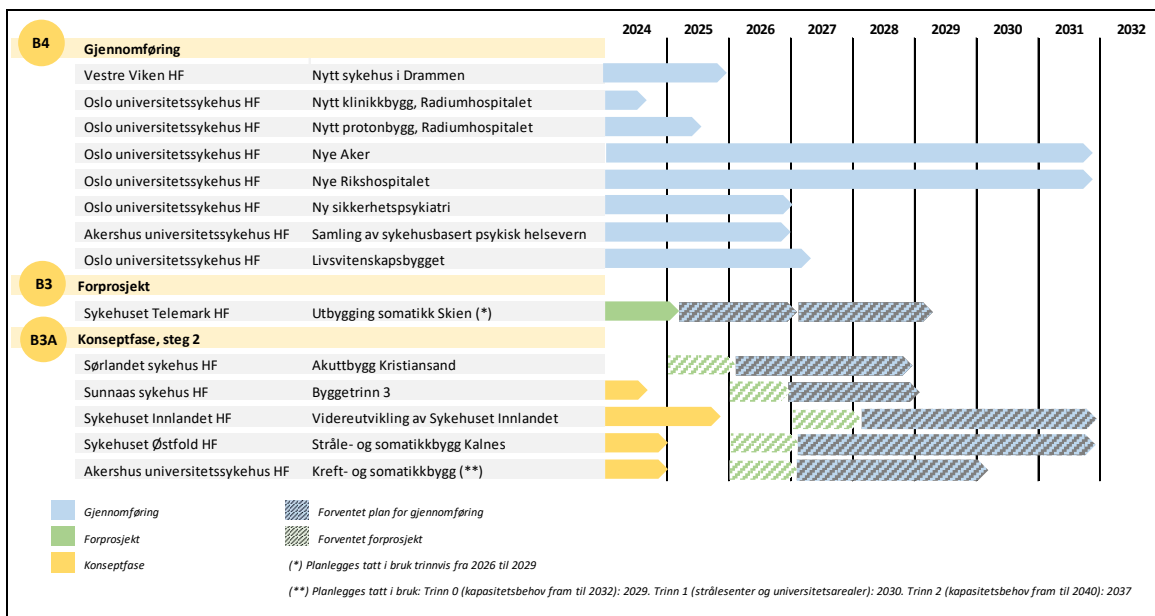 2024 2025 2026 2027 2028 2029 2030 2031 2032
B4
Gjennomføring
Vestre Viken HF Nytt sykehus i Drammen
Oslo universitetssykehus HF Nytt klinikkbygg, Radiumhospitalet
Oslo universitetssykehus HF Nytt protonbygg, Radiumhospitalet
Oslo universitetssykehus HF Nye Aker
Oslo universitetssykehus HF Nye Rikshospitalet
Oslo universitetssykehus HF Ny sikkerhetspsykiatri
Akershus universitetssykehus HF Samling av sykehusbasert psykisk helsevern
Oslo universitetssykehus HF Livsvitenskapsbygget
B3
Forprosjekt
Sykehuset Telemark HF Utbygging somatikk Skien (*)
B3A
Konseptfase, steg 2
Sørlandet sykehus HF Akuttbygg Kristiansand
Sunnaas sykehus HF Byggetrinn 3
Sykehuset Innlandet HF Videreutvikling av Sykehuset Innlandet
Sykehuset Østfold HF Stråle- og somatikkbygg Kalnes
Akershus universitetssykehus HF Kreft- og somatikkbygg (**)
Gjennomføring Forventet plan for gjennomføring
Forprosjekt Forventet forprosjekt
Konseptfase (*) Planlegges tatt i bruk trinnvis fra 2026 til 2029
(**) Planlegges tatt i bruk: Trinn 0 (kapasitetsbehov fram til 2032): 2029. Trinn 1 (strålesenter og universitetsarealer): 2030. Trinn 2 (kapasitetsbehov fram til 2040): 2037